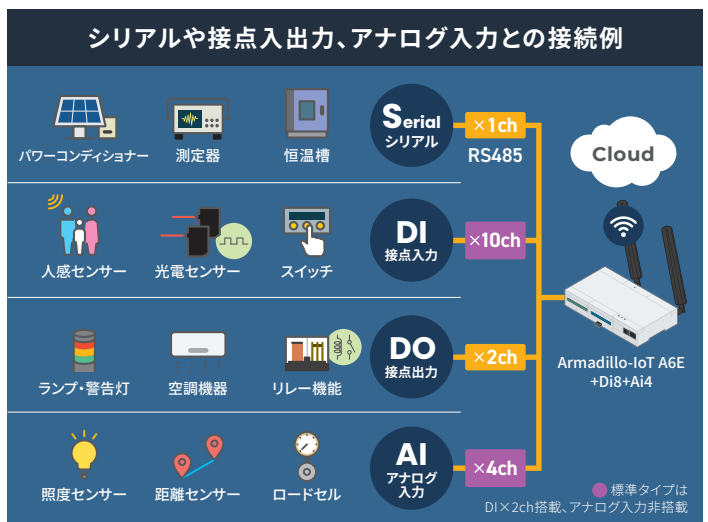 シリアルや接点入出力、アナログ入力との接続例
パワーコンディショナー
測定器
恒温槽
Serial
シリアル
×1ch
RS485
Cloud
人感センサー
光電センサー
スイッチ
DI
接点入力
×10ch
ランプ・警告灯
空調機器
リレー機能
DO
接点出力
×2ch
Armadillo-IoT A6E
+Di8+Ai4
照度センサー
距離センサー
ロードセル
AI
アナログ
入力
×4ch
標準タイプは
DI×2ch搭載、アナログ入力非搭載